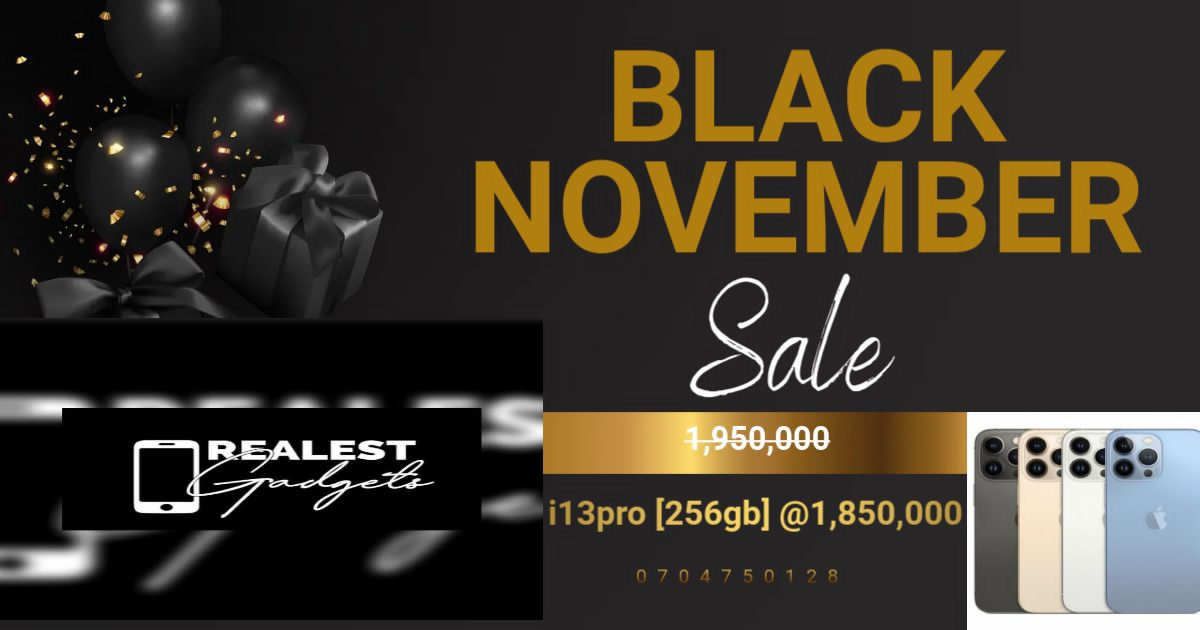 BLACK
NOVEMBER
Sale
1,950,000
REALEST
Gadgets
i13pro [256gb] @1,850,000
0704750128